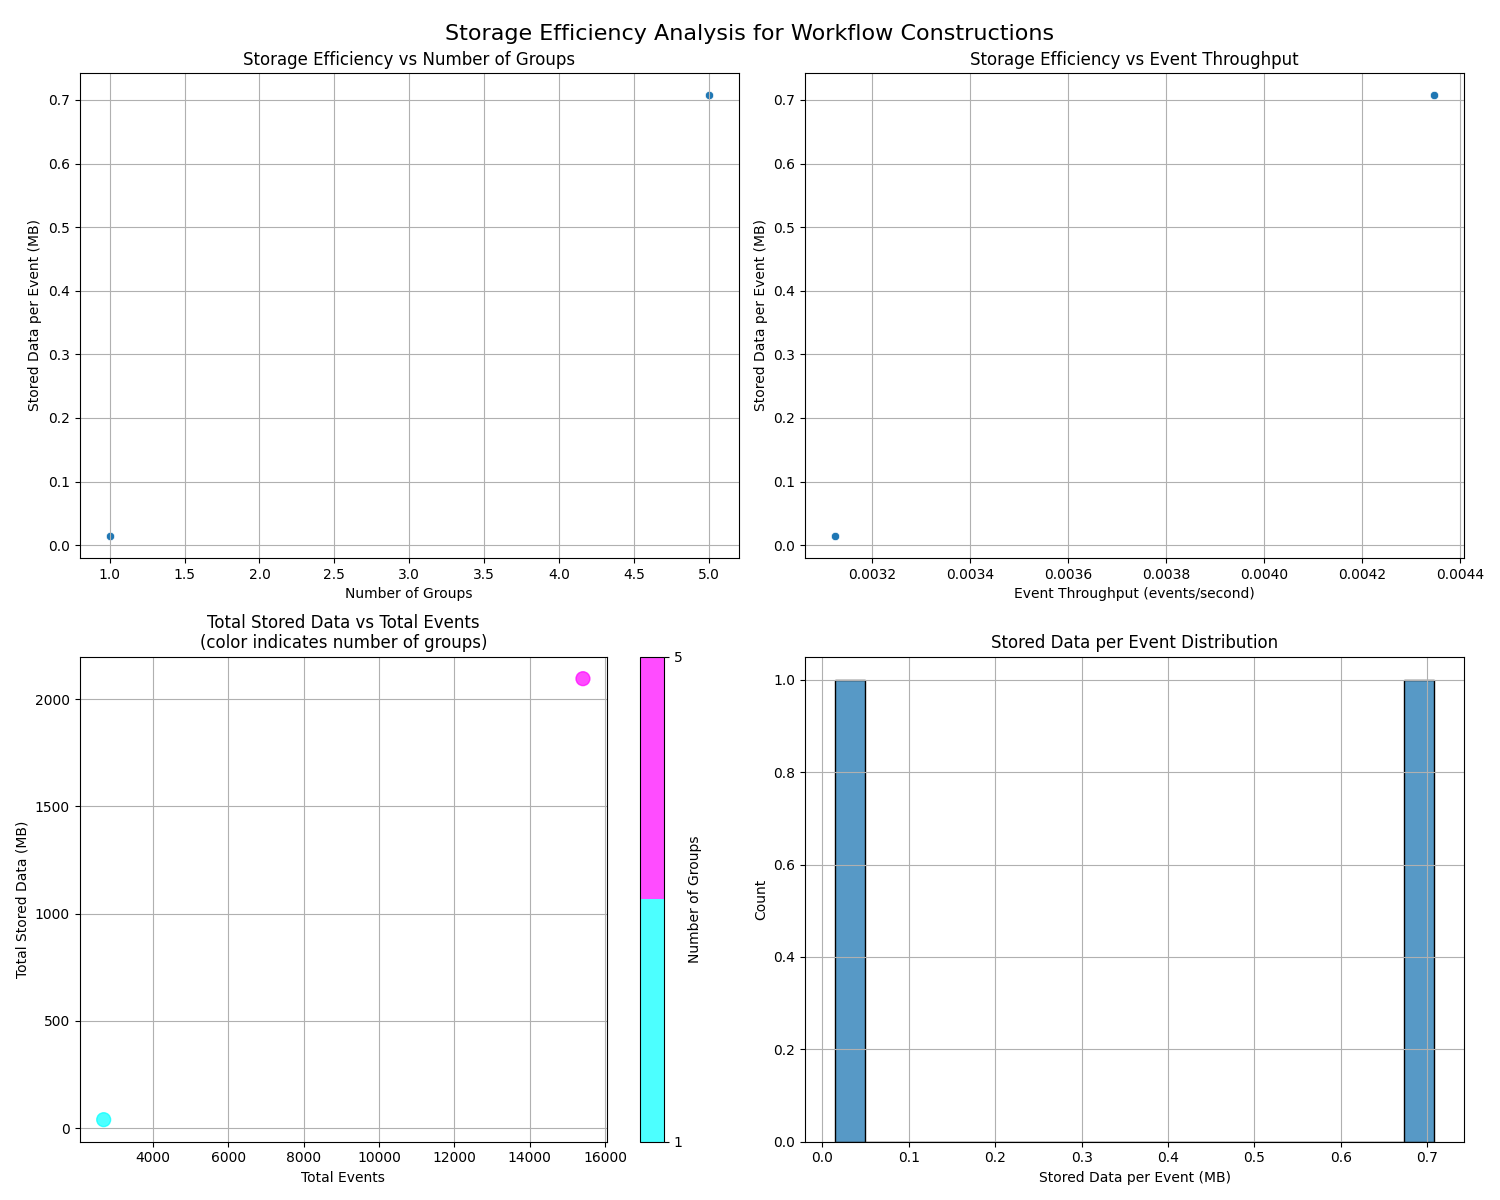 Storage Efficiency Analysis for Workflow Constructions
Storage Efficiency vs Number of Groups
0.7
0.6
0.5
0.4
0.3
0.2
0.1
0.0
Stored Data per Event (MB)
1.0 1.5 2.0 2.5 3.0 3.5 4.0 4.5 5.0
Number of Groups
Storage Efficiency vs Event Throughput
0.7
0.6
0.5
0.4
0.3
0.2
0.1
0.0
Stored Data per Event (MB)
0.0032 0.0034 0.0036 0.0038 0.0040 0.0042 0.0044
Event Throughput (events/second)
Total Stored Data vs Total Events
(color indicates number of groups)
2000
1500
1000
500
0
Total Stored Data (MB)
4000 6000 8000 10000 12000 14000 16000
Total Events
5
1
Number of Groups
Stored Data per Event Distribution
1.0
0.8
0.6
0.4
0.2
0.0
Count
0.0 0.1 0.2 0.3 0.4 0.5 0.6 0.7
Stored Data per Event (MB)